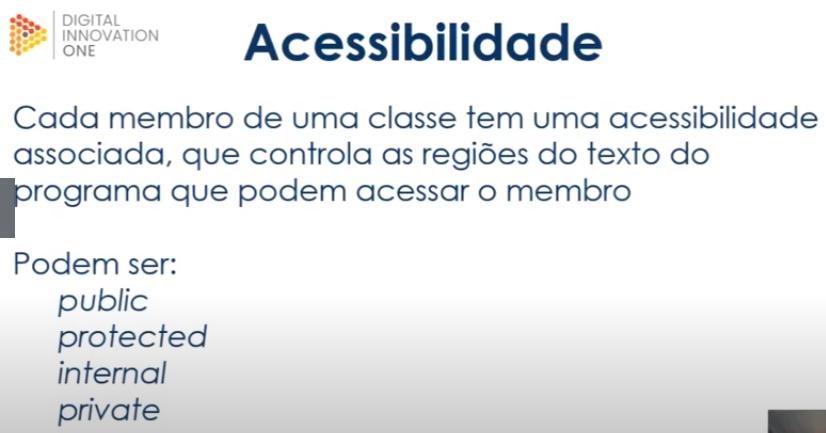 DIGITAL
INNOVATION
ONE
Acessibilidade
Cada membro de uma classe tem uma acessibilidade
associada, que controla as regiões do texto do
programa que podem acessar o membro
Podem ser:
public
protected
internal
private